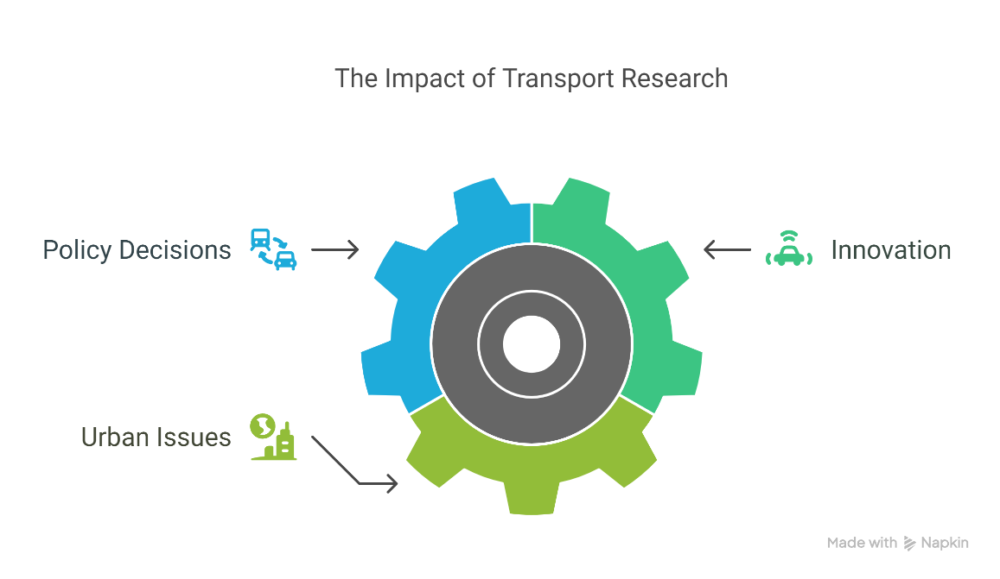 The Impact of Transport Research
Policy Decisions
Innovation
Urban Issues
Made with Napkin